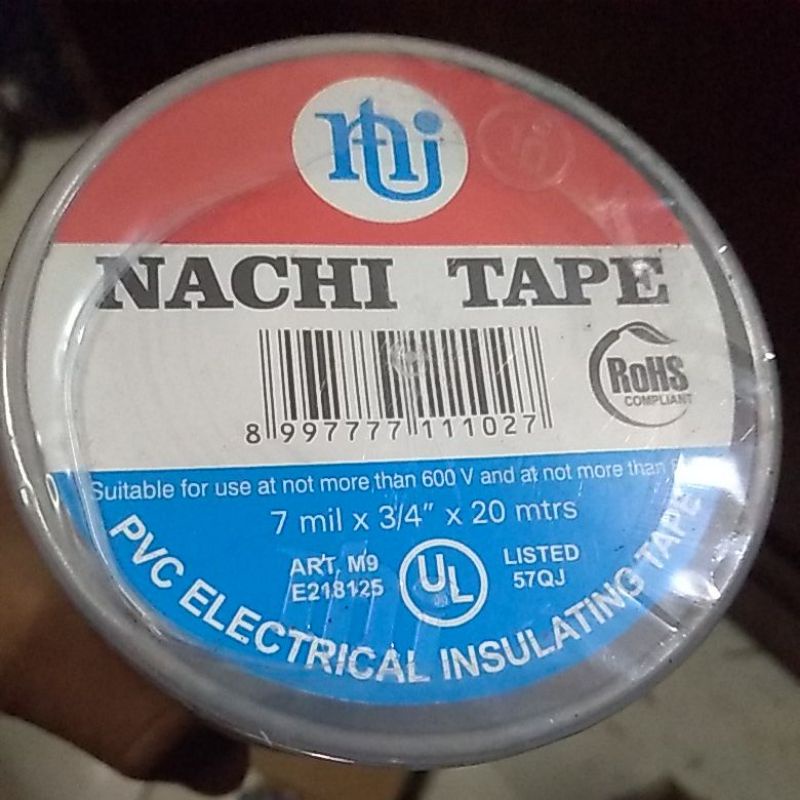 nti
NACHI TAPE
RoHS
COMPLIANT
8 997777 111027
Suitable for use at not more than 600 V and at not more than
7 mil x 3/4" x 20 mtrs
ART. M9
E218125
UL
LISTED
57QJ
PVC ELECTRICAL INSULATING TAPE